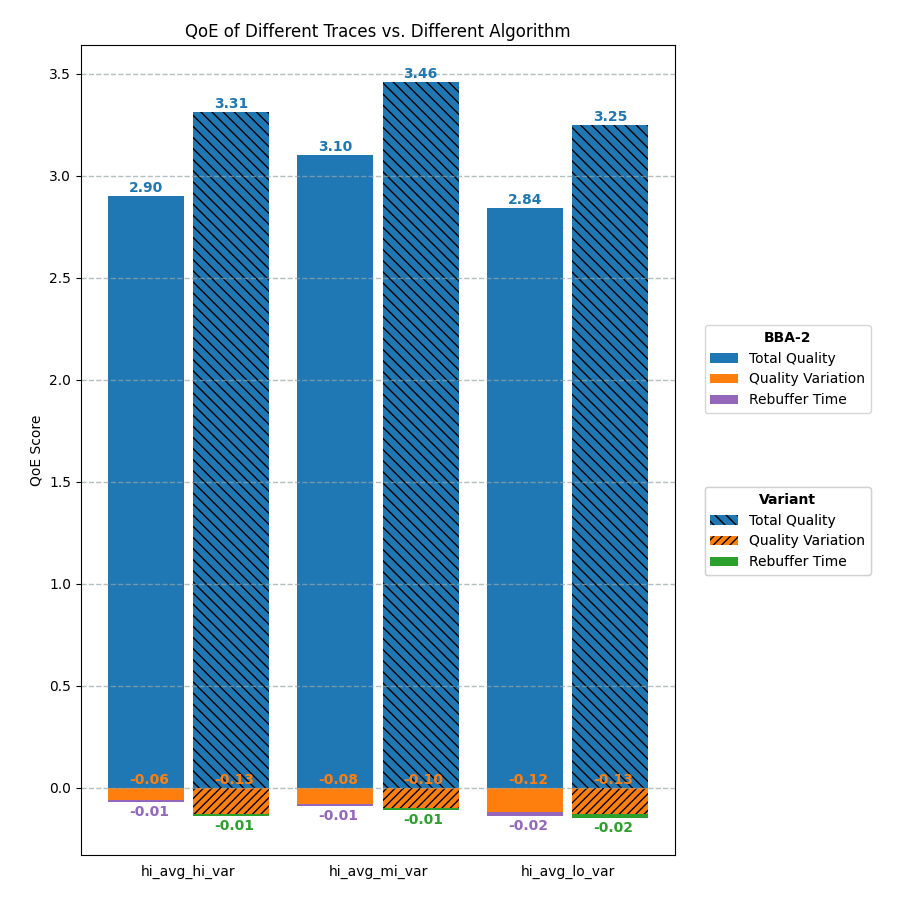 QoE of Different Traces vs. Different Algorithm
QoE Score
3.5
3.0
2.5
2.0
1.5
1.0
0.5
0.0
2.90
3.31
3.10
3.46
2.84
3.25
-0.06
-0.13
-0.08
-0.10
-0.12
-0.13
-0.01
-0.01
-0.01
-0.01
-0.02
-0.02
hi_avg_hi_var
hi_avg_mi_var
hi_avg_lo_var
BBA-2
Total Quality
Quality Variation
Rebuffer Time
Variant
Total Quality
Quality Variation
Rebuffer Time